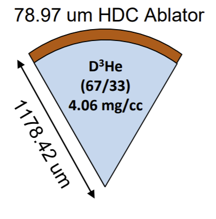 78.97 um HDC Ablator
D³He
(67/33)
4.06 mg/cc
1178.42 um